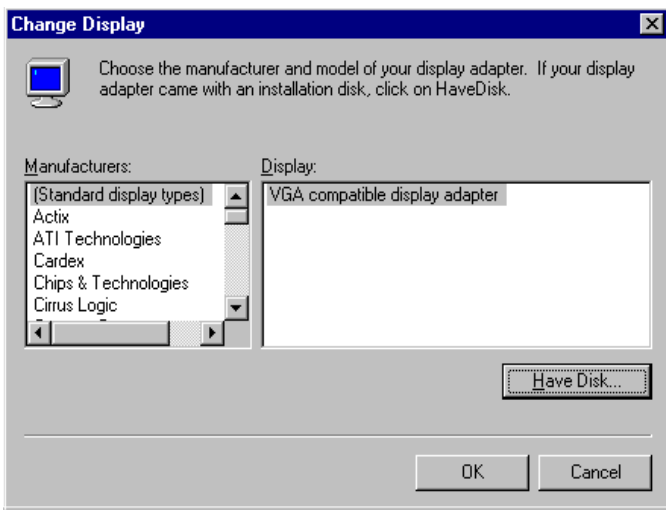 Change Display
Choose the manufacturer and model of your display adapter.  If your display
adapter came with an installation disk, click on HaveDisk.
Manufacturers:
(Standard display types)
Actix
ATI Technologies
Cardex
Chips & Technologies
Cirrus Logic
Display:
VGA compatible display adapter
Have Disk...
OK
Cancel